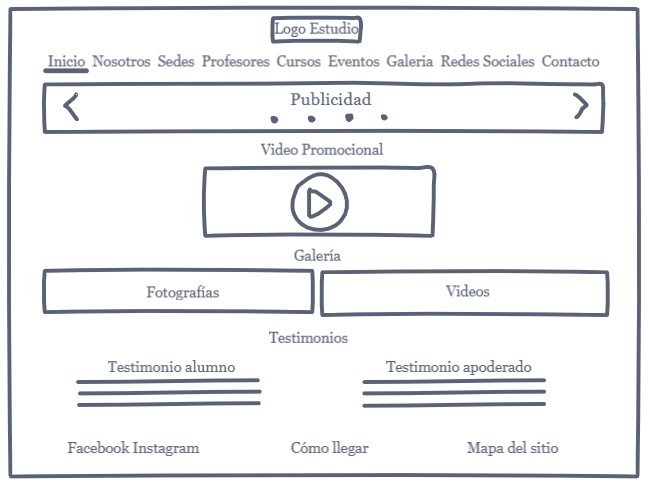 Logo Estudio
Inicio Nosotros Sedes Profesores Cursos Eventos Galeria Redes Sociales Contacto
Publicidad
Video Promocional
Galería
Fotografías Videos
Testimonios
Testimonio alumno Testimonio apoderado
Facebook Instagram Cómo llegar Mapa del sitio